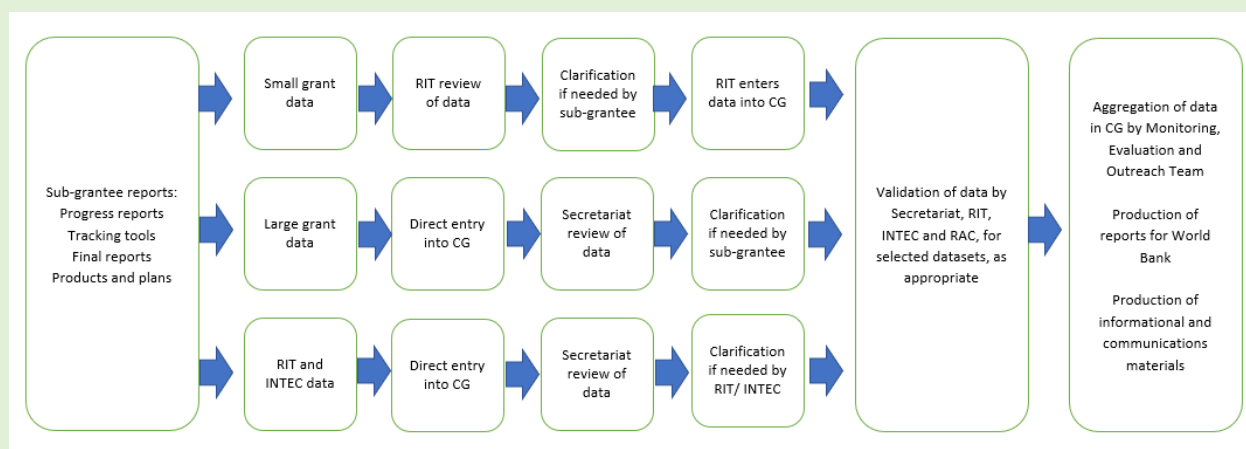 Sub-grantee reports:
Progress reports
Tracking tools
Final reports
Products and plans
Small grant
data
RIT review
of data
Clarification
if needed by
sub-grantee
RIT enters
data into CG
Large grant
data
Direct entry
into CG
Secretariat
review of
data
Clarification
if needed by
sub-grantee
RIT and
INTEC data
Direct entry
into CG
Secretariat
review of
data
Clarification
if needed by
RIT/ INTEC
Validation of data by
Secretariat, RIT,
INTEC and RAC, for
selected datasets, as
appropriate
Aggregation of data
in CG by Monitoring,
Evaluation and
Outreach Team
Production of
reports for World
Bank
Production of
informational and
communications
materials